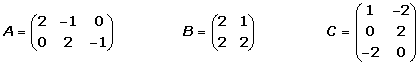 A = (2 -1 0
0 2 -1) B = (2 1
2 2) C = (1 -2
0 2
-2 0)